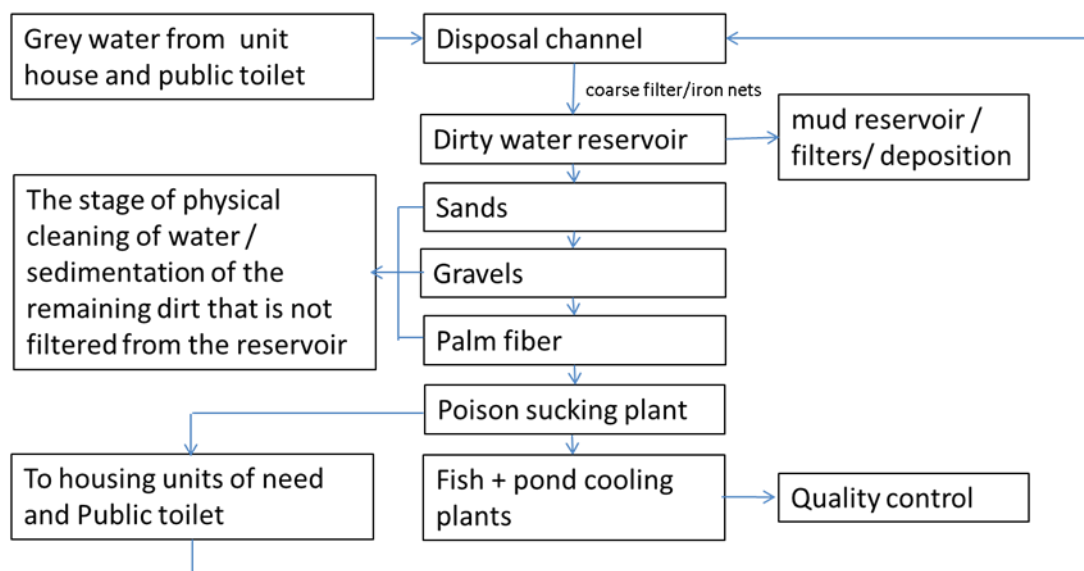 Grey water from unit
house and public toilet
Disposal channel
coarse filter/iron nets
Dirty water reservoir
mud reservoir /
filters/ deposition
The stage of physical
cleaning of water /
sedimentation of the
remaining dirt that is not
filtered from the reservoir
Sands
Gravels
Palm fiber
Poison sucking plant
To housing units of need
and Public toilet
Fish + pond cooling
plants
Quality control